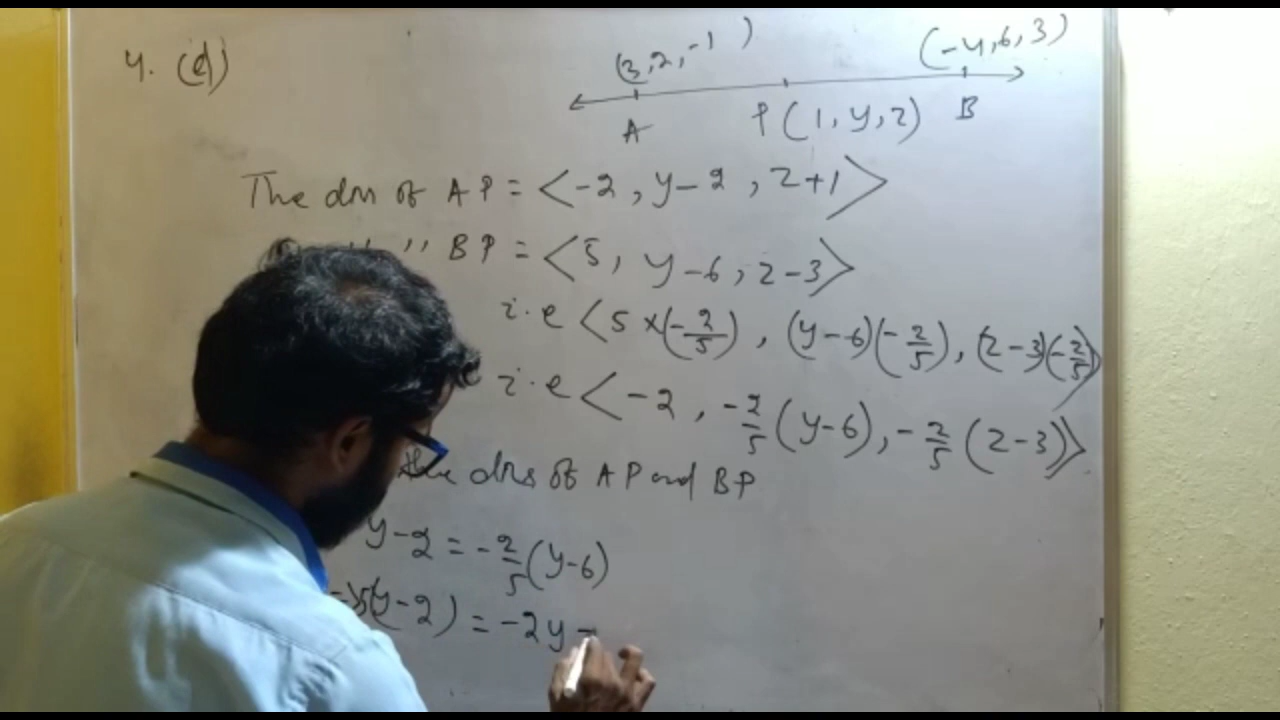 4. (d)
(3,2,-1) (-4,6,3)
A P(1,y,z) B
The drs of AP = <-2, y-2, z+1>
" " BP = <5, y-6, z-3>
i.e <5×(-2/5), (y-6)(-2/5), (z-3)(-2/5)
i.e <-2, -2/5(y-6), -2/5(z-3)>
the drs of AP and BP
y-2 = -2/5(y-6)
5(y-2) = -2y